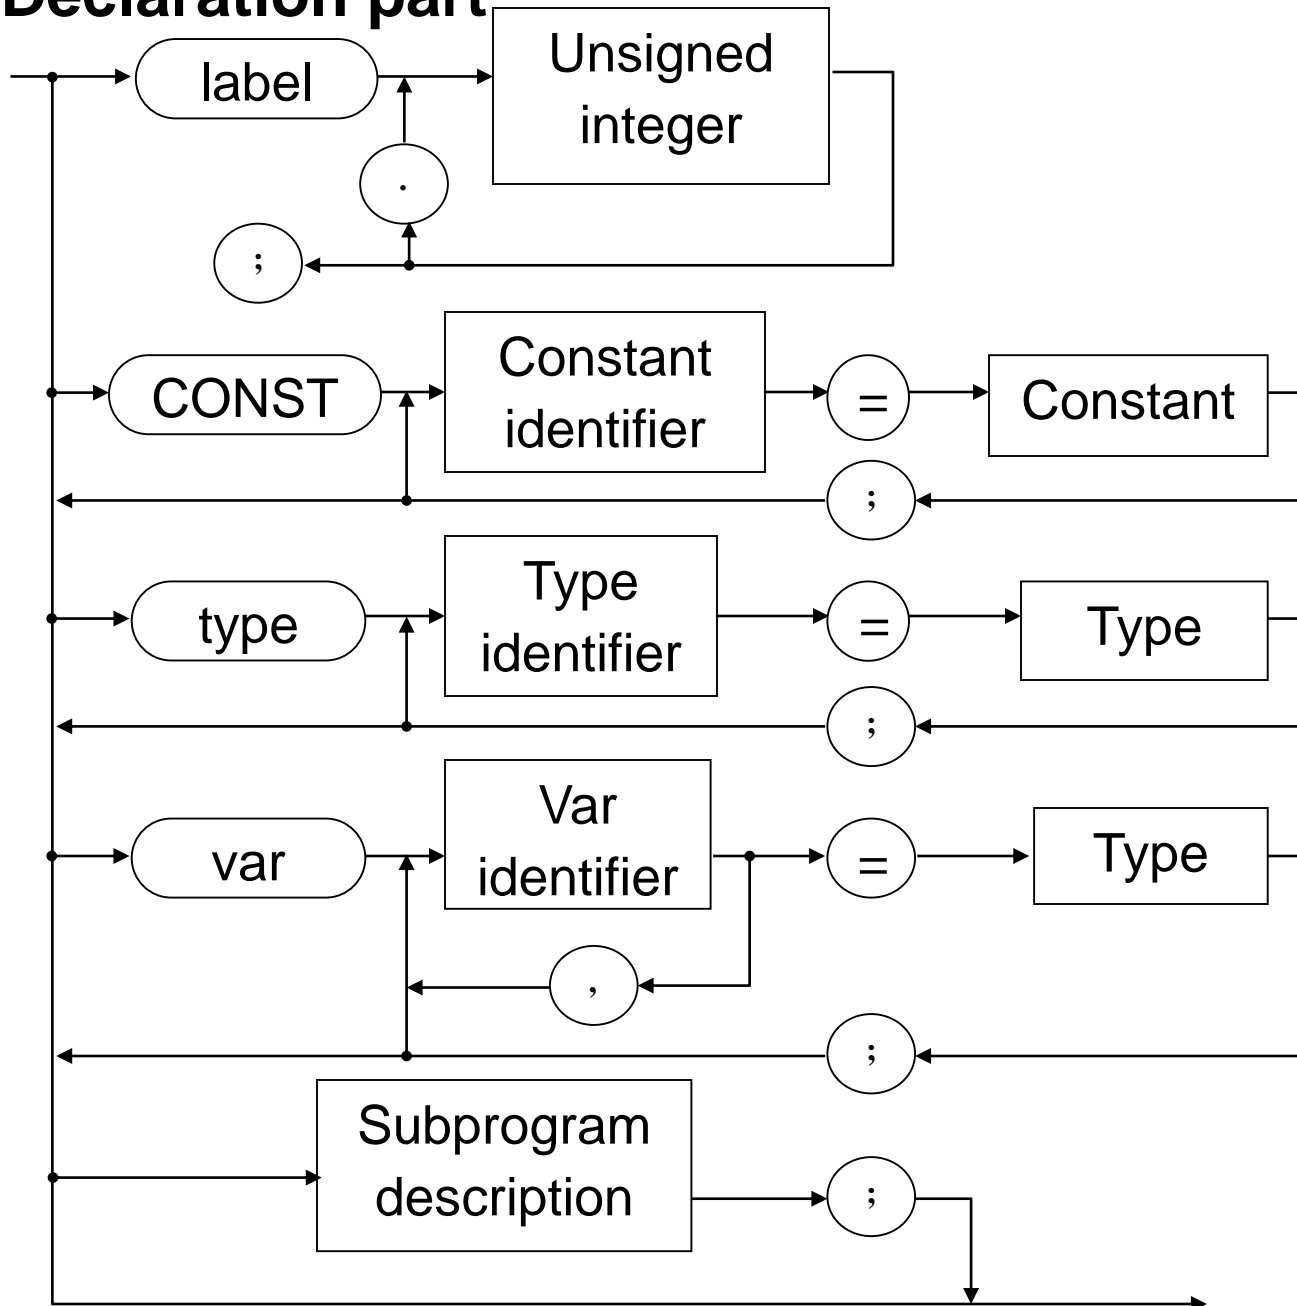 Declaration part
label
Unsigned
integer
.
;
CONST
Constant
identifier
=
Constant
;
type
Type
identifier
=
Type
;
var
Var
identifier
=
Type
,
;
Subprogram
description
;